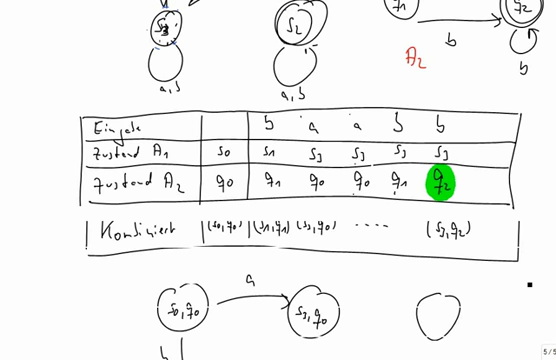 S3 S2 q1 q2
b
A2 b
a,b a,b
Eingabe b a a b b
Zustand A1 S0 S1 S3 S3 S3 S3
Zustand A2 q0 q1 q0 q0 q1 q2
Kombiniert (S0,q0) (S1,q1) (S3,q0) .... (S3,q2)
a
S0,q0 S3,q0
5/5